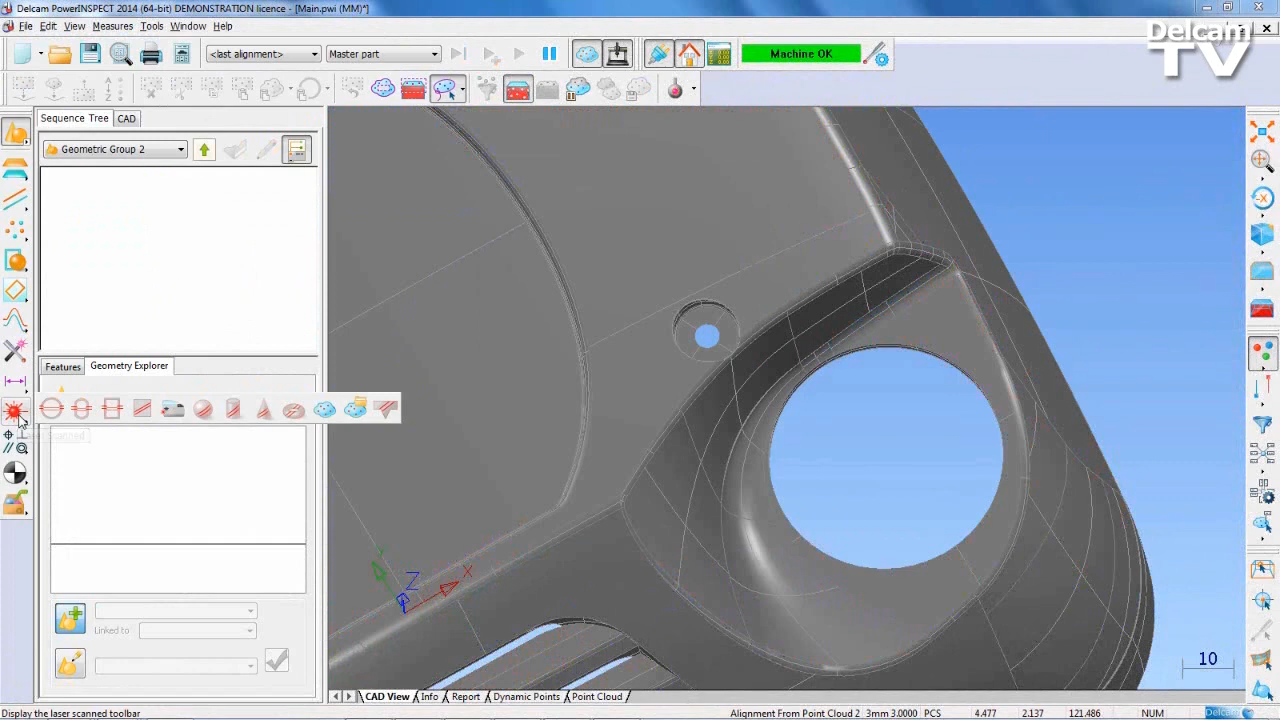 Delcam PowerINSPECT 2014 (64-bit) DEMONSTRATION licence - [Main.pwi (MM)*]
File Edit View Measures Tools Window Help
Delcam
TV
<last alignment> Master part Machine OK
Sequence Tree CAD
Geometric Group 2
Features Geometry Explorer
Linked to
Z
X
10
CAD View Info Report Dynamic Points Point Cloud
Display the laser scanned toolbar Alignment From Point Cloud 2 3mm 3.0000 PCS 4.477 2.137 121.486 NUM Delcam